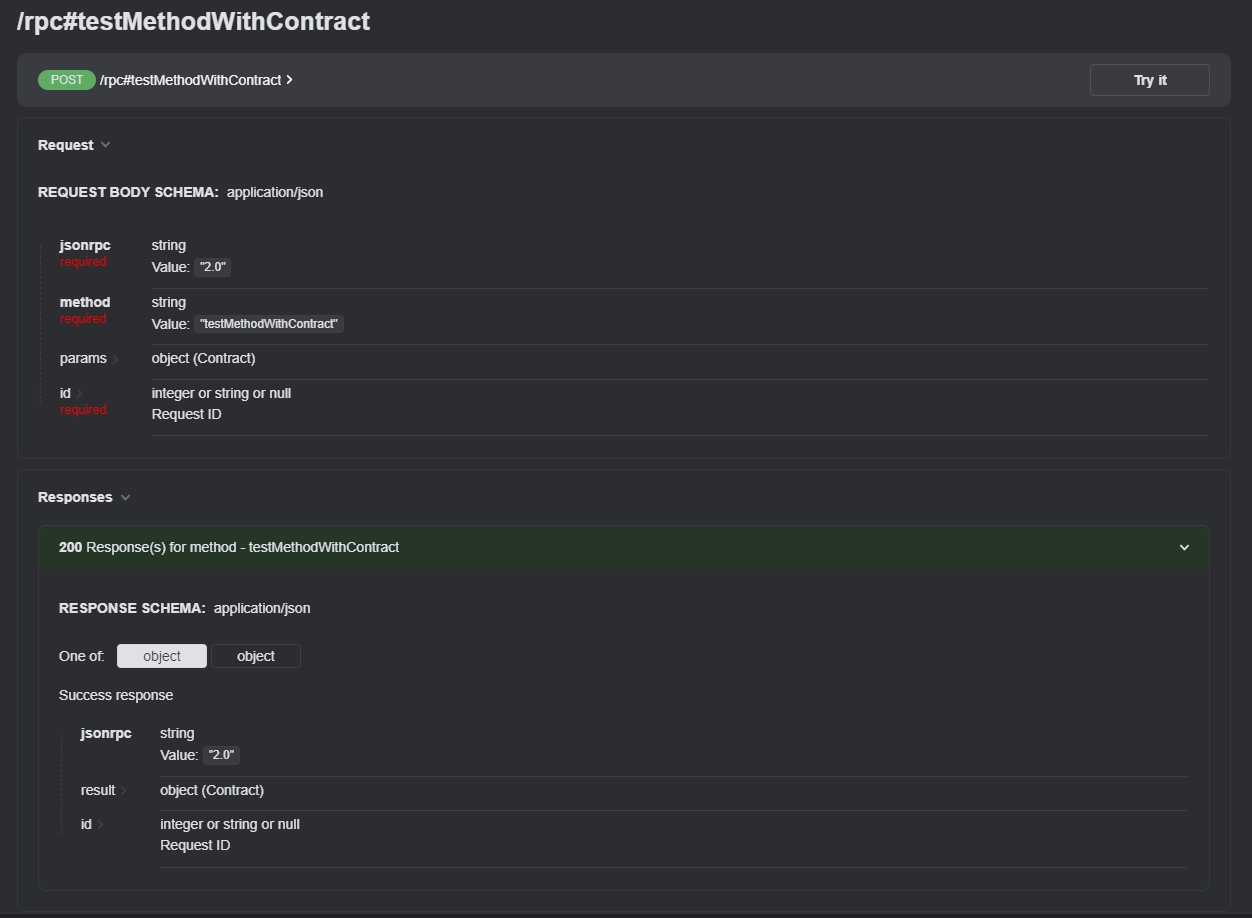 /rpc#testMethodWithContract
POST /rpc#testMethodWithContract
Try it
Request
REQUEST BODY SCHEMA: application/json
jsonrpc string
required
Value: "2.0"
method string
required
Value: "testMethodWithContract"
params object (Contract)
id integer or string or null
required
Request ID
Responses
200 Response(s) for method - testMethodWithContract
RESPONSE SCHEMA: application/json
One of: object object
Success response
jsonrpc string
Value: "2.0"
result object (Contract)
id integer or string or null
Request ID